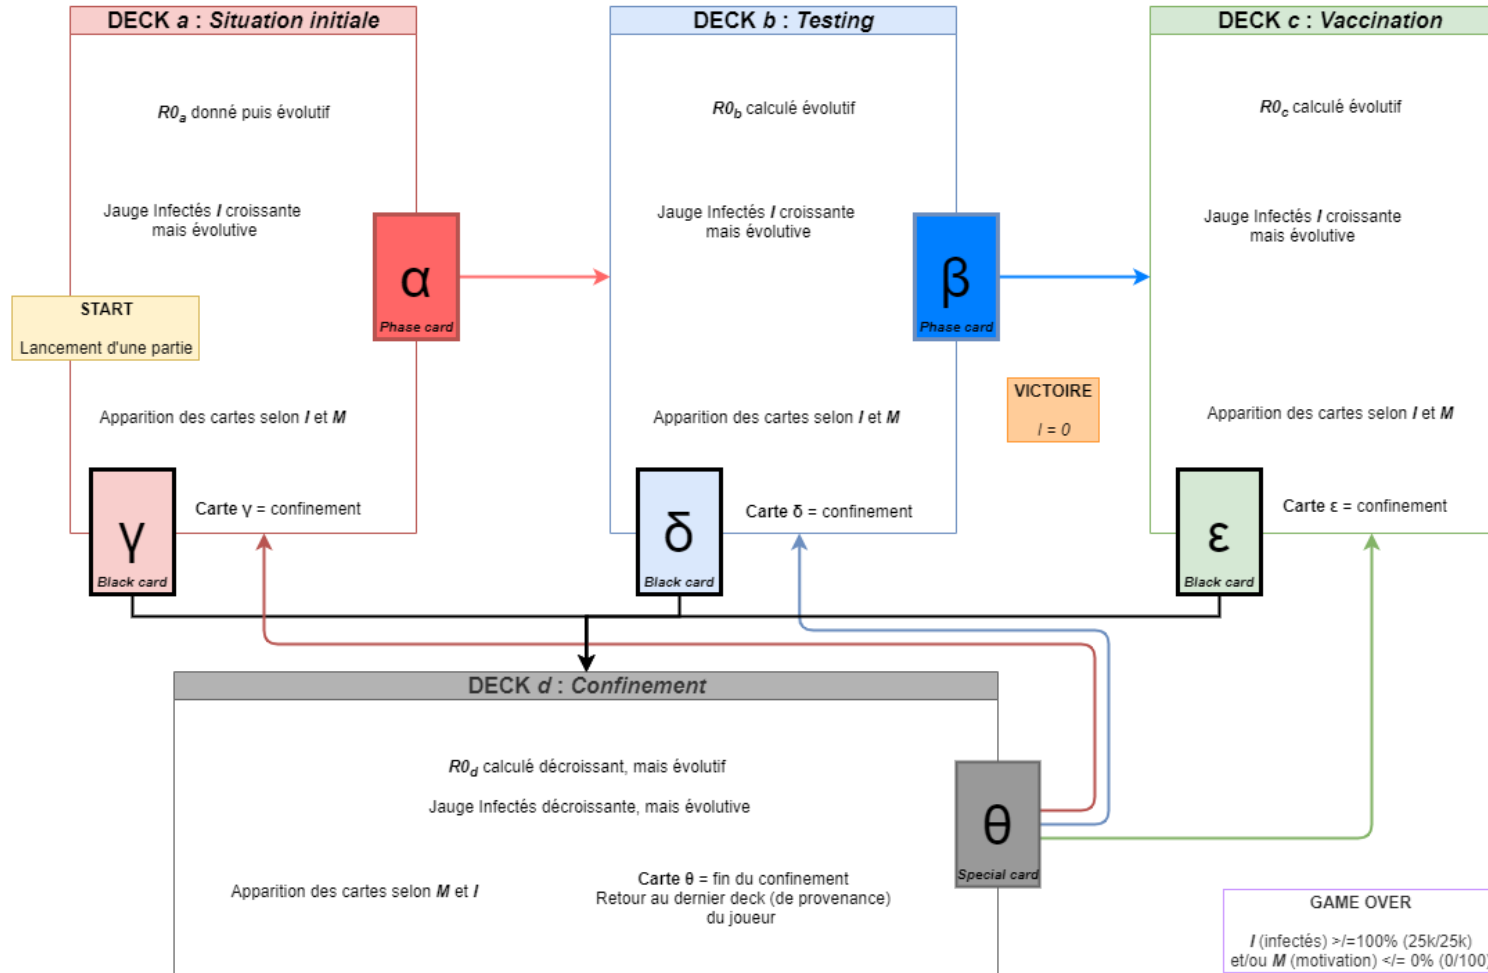 DECK a : Situation initiale
R0a donné puis évolutif
Jauge Infectés I croissante
mais évolutive
α
Phase card
START
Lancement d'une partie
Apparition des cartes selon I et M
Carte γ = confinement
γ
Black card
DECK b : Testing
R0b calculé évolutif
Jauge Infectés I croissante
mais évolutive
β
Phase card
Apparition des cartes selon I et M
Carte δ = confinement
δ
Black card
VICTOIRE
I = 0
DECK c : Vaccination
R0c calculé évolutif
Jauge Infectés I croissante
mais évolutive
Apparition des cartes selon I et M
Carte ε = confinement
ε
Black card
DECK d : Confinement
R0d calculé décroissant, mais évolutif
Jauge Infectés décroissante, mais évolutive
Apparition des cartes selon M et I
Carte θ = fin du confinement
Retour au dernier deck (de provenance)
du joueur
θ
Special card
GAME OVER
I (infectés) >/=100% (25k/25k)
et/ou M (motivation) </= 0% (0/100)